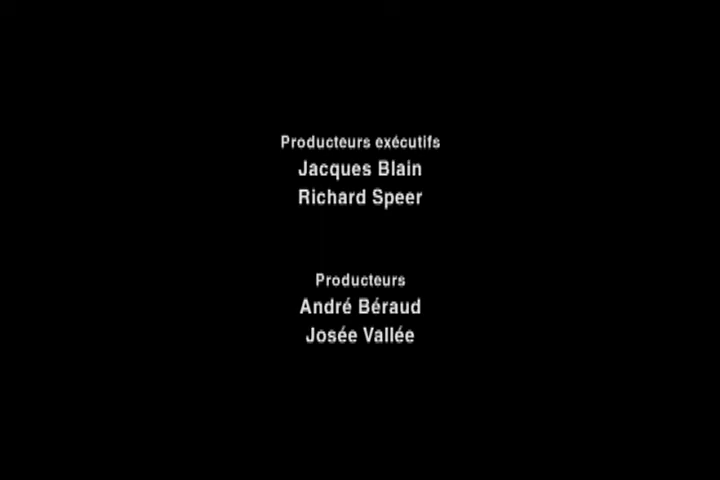 Producteurs exécutifs
Jacques Blain
Richard Speer
Producteurs
André Béraud
Josée Vallée